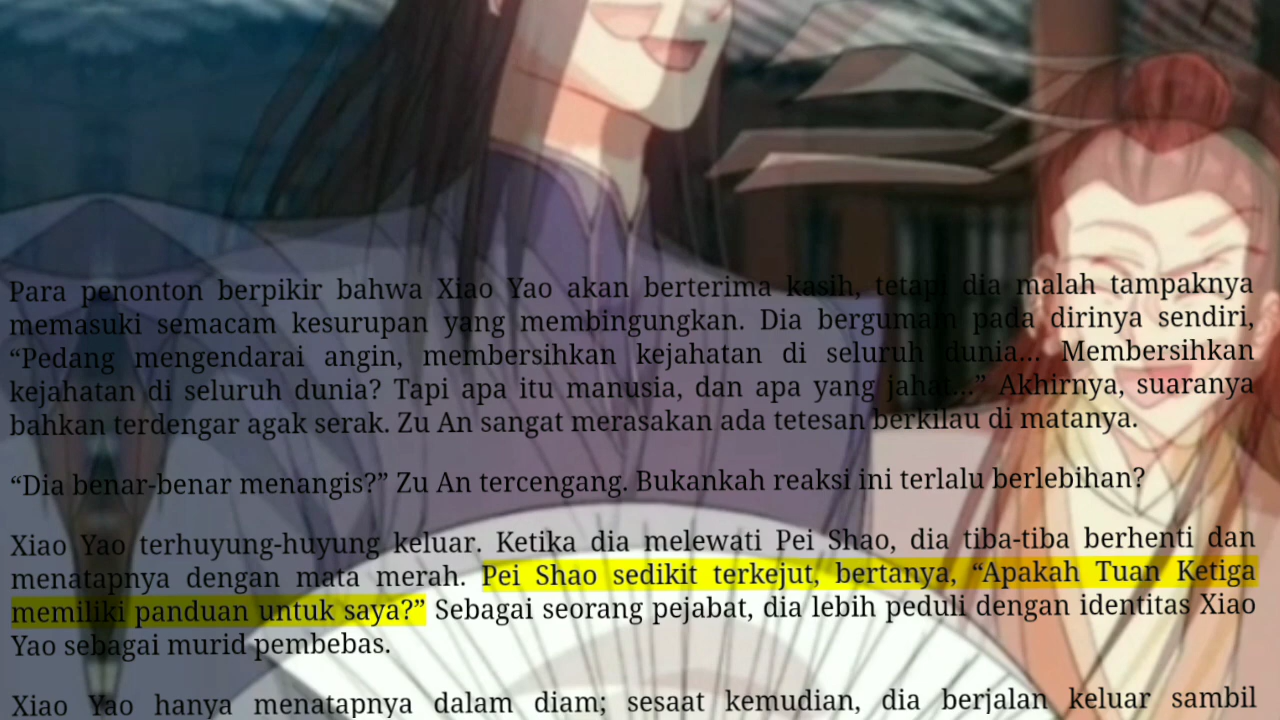 Para penonton berpikir bahwa Xiao Yao akan berterima kasih, tetapi dia malah tampaknya
memasuki semacam kesurupan yang membingungkan. Dia bergumam pada dirinya sendiri,
“Pedang mengendarai angin, membersihkan kejahatan di seluruh dunia... Membersihkan
kejahatan di seluruh dunia? Tapi apa itu manusia, dan apa yang jahat...” Akhirnya, suaranya
bahkan terdengar agak serak. Zu An sangat merasakan ada tetesan berkilau di matanya.
“Dia benar-benar menangis?” Zu An tercengang. Bukankah reaksi ini terlalu berlebihan?
Xiao Yao terhuyung-huyung keluar. Ketika dia melewati Pei Shao, dia tiba-tiba berhenti dan
menatapnya dengan mata merah. Pei Shao sedikit terkejut, bertanya, “Apakah Tuan Ketiga
memiliki panduan untuk saya?” Sebagai seorang pejabat, dia lebih peduli dengan identitas Xiao
Yao sebagai murid pembebas.
Xiao Yao hanya menatapnya dalam diam; sesaat kemudian, dia berjalan keluar sambil